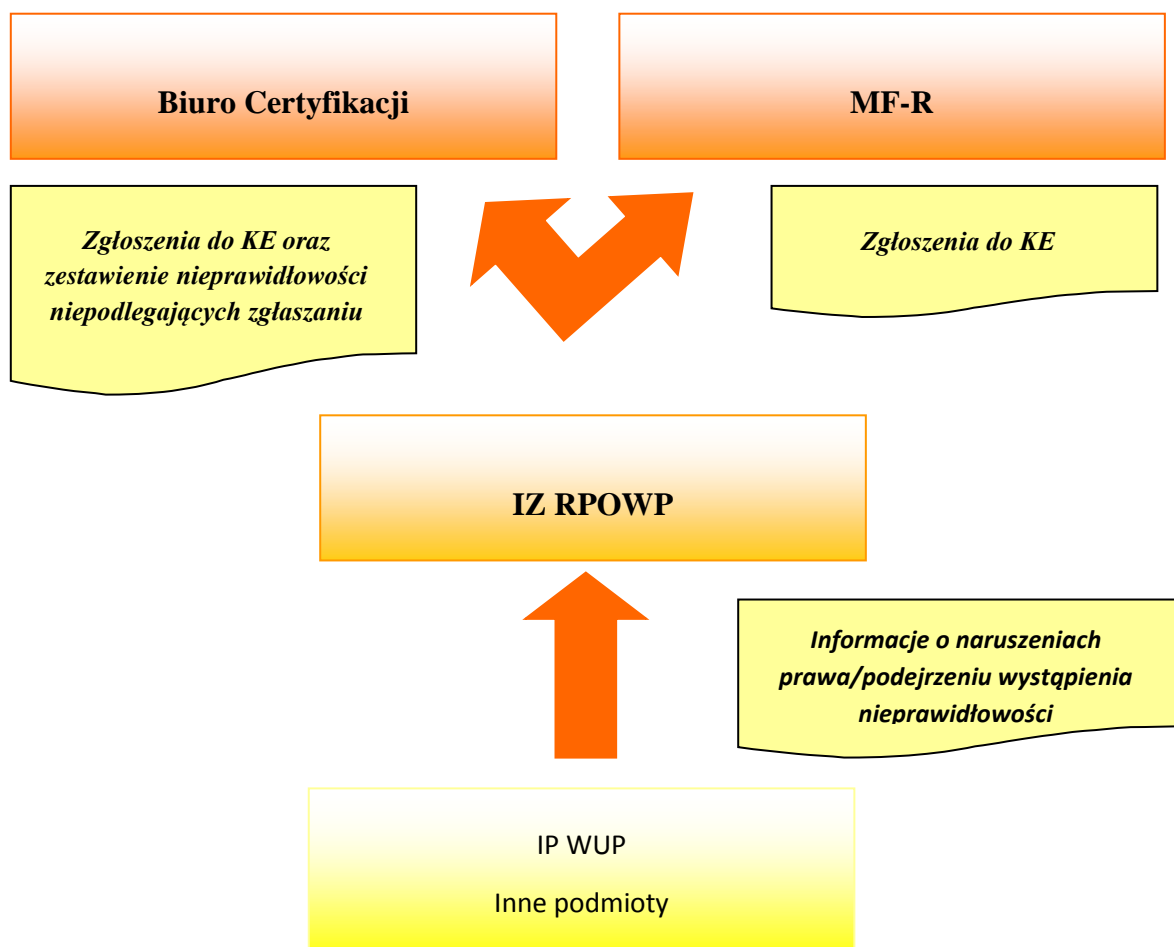 Biuro Certyfikacji
MF-R
Zgłoszenia do KE oraz
zestawienie nieprawidłowości
niepodlegających zgłaszaniu
Zgłoszenia do KE
IZ RPOWP
Informacje o naruszeniach
prawa/podejrzeniu wystąpienia
nieprawidłowości
IP WUP
Inne podmioty